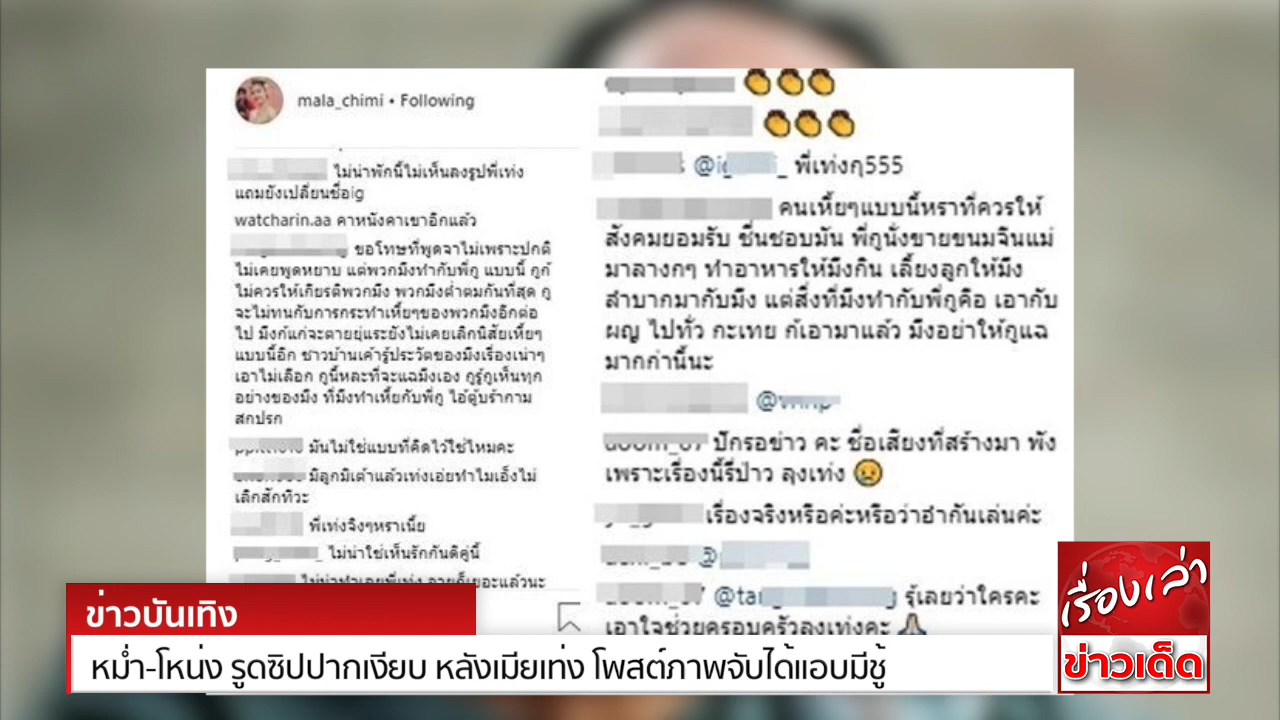 mala_chimi • Following
ไม่น่าพักนี้ไม่เห็นลงรูปพี่เท่ง
แถมยังเปลี่ยนชื่อig
watcharin.aa คาหนังคาเขาอีกแล้ว
ขอโทษที่พูดจาไม่เพราะปกติ
ไม่เคยพูดหยาบ แต่พวกมึงทำกับพี่กู แบบนี้ กูก้
ไม่ควรให้เกียรติพวกมึง พวกมึงต่ำตมกันที่สุด กู
จะไม่ทนกับการกระทำเหี้ยๆของพวกมึงอีกต่อ
ไป มึงก้แก่จะตายยุ่แระยังไม่เคยเลิกนิสัยเหี้ยๆ
แบบนี้อีก ชาวบ้านเค้ารู้ประวัตของมึงเรื่องเน่าๆ
เอาไม่เลือก กูนี้หละที่จะแฉมึงเอง กูรู้กูเห็นทุก
อย่างของมึง ที่มึงทำเหี้ยกับพี่กู ไอ้ตู้บร้ากาม
สกปรก
มันไม่ใช่แบบที่คิดไว้ใช่ไหมคะ
มีลูกมีเต้าแล้วเท่งเอ่ยทำไมเอ็งไม่
เลิกสักทีวะ
พี่เท่งจิงๆหราเนี้ย
ไม่น่าใช่เห็นรักกันดีคู่นี้
ไม่น่าทำเลยพี่เท่ง อายุก็เยอะแล้วนะ
👏👏👏
👏👏👏
พี่เท่งๆ555
คนเหี้ยๆแบบนี้หราที่ควรให้
สังคมยอมรับ ชื่นชอบมัน พี่กูนั่งขายขนมจีนแม่
มาลางกๆ ทำอาหารให้มึงกิน เลี้ยงลูกให้มึง
ลำบากมากับมึง แต่สิ่งที่มึงทำกับพี่กูคือ เอากับ
ผญ ไปทั่ว กะเทย ก้เอามาแล้ว มึงอย่าให้กูแฉ
มากก่านี้นะ
ปักรอข่าว คะ ชื่อเสียงที่สร้างมา พัง
เพราะเรื่องนี้รึป่าว ลุงเท่ง 😢
เรื่องจริงหรือค่ะหรือว่าอำกันเล่นค่ะ
รุ้เลยว่าใครคะ
เอาใจช่วยครอบครัวลุงเท่งคะ 🙏
ข่าวบันเทิง
หม่ำ-โหน่ง รูดซิปปากเงียบ หลังเมียเท่ง โพสต์ภาพจับได้แอบมีชู้
เรื่องเล่า
ข่าวเด็ด